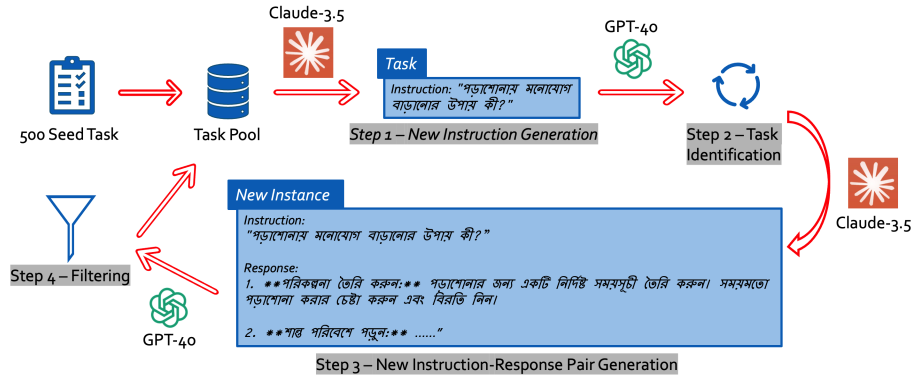 Claude-3.5
GPT-4o
Task
Instruction: "পড়াশোনায় মনোযোগ
বাড়ানোর উপায় কী?"
500 Seed Task
Task Pool
Step 1 – New Instruction Generation
Step 2 – Task
Identification
Claude-3.5
New Instance
Instruction:
"পড়াশোনায় মনোযোগ বাড়ানোর উপায় কী?"
Response:
1. **পরিকল্পনা তৈরি করুন:** পড়াশোনার জন্য একটি নির্দিষ্ট সময়সূচী তৈরি করুন। সময়মতো
পড়াশোনা করার চেষ্টা করুন এবং বিরতি নিন।
2. **শান্ত পরিবেশে পড়ুন:** ......"
Step 4 – Filtering
GPT-4o
Step 3 – New Instruction-Response Pair Generation